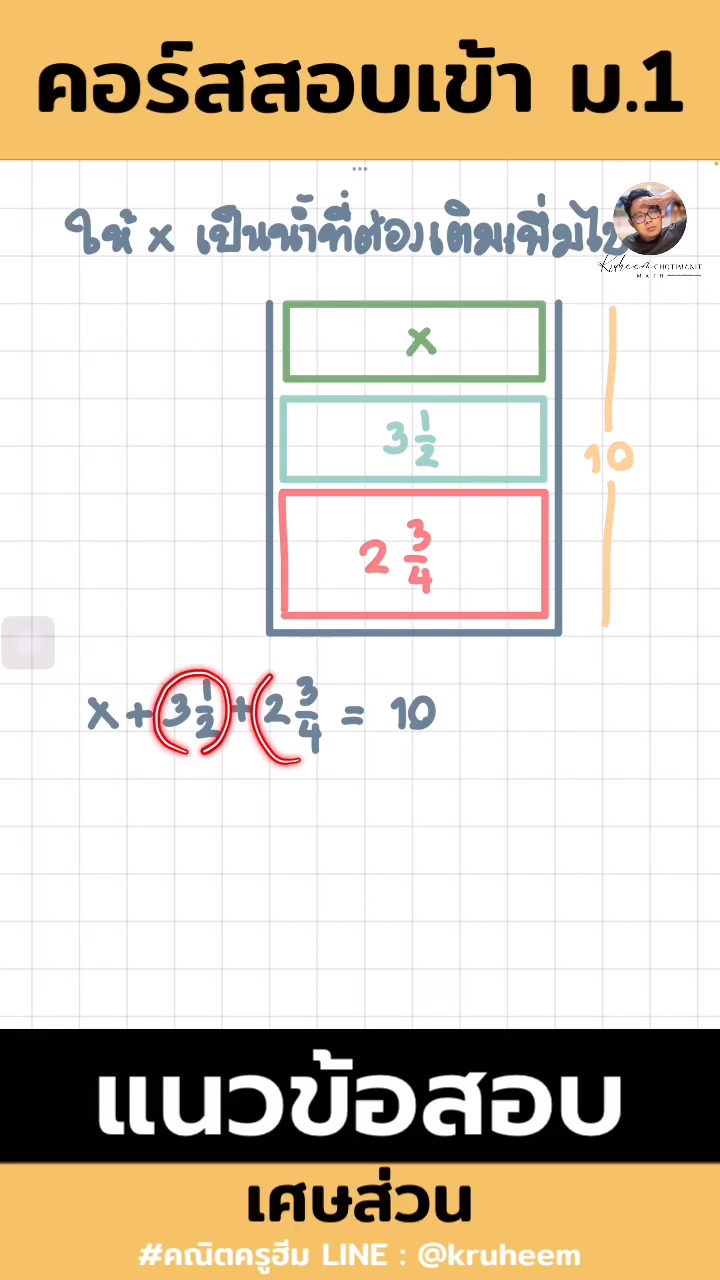 คอร์สสอบเข้า ม.1
ให้ x เป็นน้ำที่ต้องเติมเพิ่มไป
CHOTIMANIT
MATH
x
3 1/2
10
2 3/4
x + 3 1/2 + 2 3/4 = 10
แนวข้อสอบ
เศษส่วน
#คณิตครูฮีม LINE : @kruheem